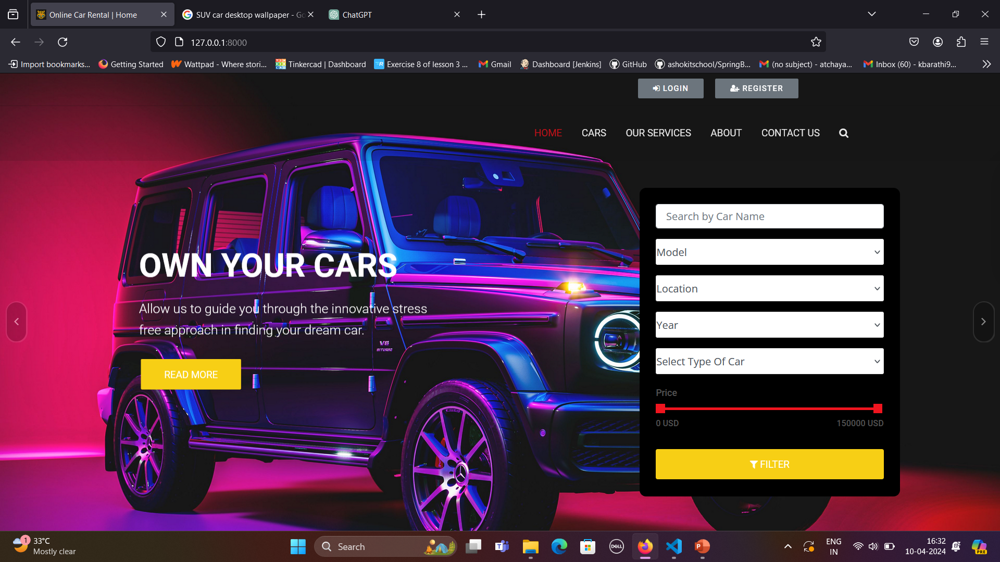 Online Car Rental | Home
SUV car desktop wallpaper - Go
ChatGPT
127.0.0.1:8000
Import bookmarks...
Getting Started
Wattpad - Where stori...
Tinkercad | Dashboard
Exercise 8 of lesson 3 ...
Gmail
Dashboard [Jenkins]
GitHub
ashokitschool/SpringB...
(no subject) - atchaya...
Inbox (60) - kbarathi9...
LOGIN
REGISTER
HOME
CARS
OUR SERVICES
ABOUT
CONTACT US
Search by Car Name
Model
OWN YOUR CARS
Location
Allow us to guide you through the innovative stress
free approach in finding your dream car.
Year
V8
BITURBO
Select Type Of Car
READ MORE
Price
0 USD
150000 USD
FILTER
1
33°C
Mostly clear
Search
DELL
ENG
IN
16:32
10-04-2024
PRE